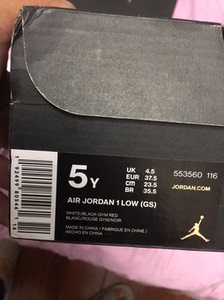 5Y
UK 4.5
EUR 37.5
CM 23.5
BR 35.5
553560 116
JORDAN.COM
AIR JORDAN 1 LOW (GS)
WHITE/BLACK-GYM RED
BLANC/ROUGE GYM/NOIR
MADE IN CHINA / FABRIQUE EN CHINE /
HECHO EN CHINA